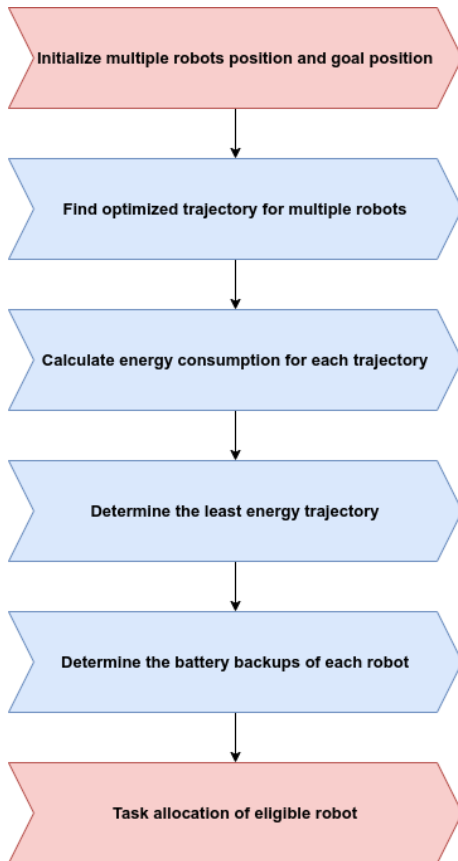 Initialize multiple robots position and goal position
Find optimized trajectory for multiple robots
Calculate energy consumption for each trajectory
Determine the least energy trajectory
Determine the battery backups of each robot
Task allocation of eligible robot